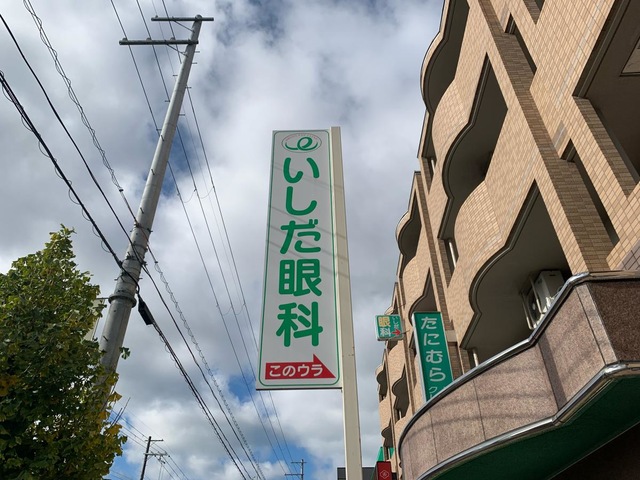 いしだ眼科
このウラ
眼科
たにむら